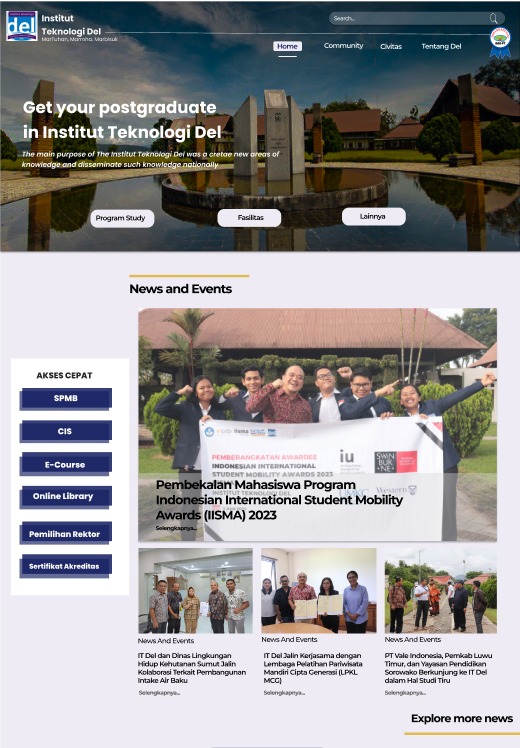 Institut
Teknologi Del
MarTuhan, Marroha, Marbisuk
del
Search...
Home
Community
Civitas
Tentang Del
Get your postgraduate
in Institut Teknologi Del
The main purpose of The Institut Teknologi Del was a cretae new areas of
knowledge and disseminate such knowledge nationally
Program Study
Fasilitas
Lainnya
News and Events
AKSES CEPAT
SPMB
CIS
E-Course
Online Library
Pemilihan Rektor
Sertifikat Akreditas
PEMBERANGKATAN AWARDEE
INDONESIAN INTERNATIONAL
STUDENT MOBILITY AWARDS 2023
INSTITUT TEKNOLOGI DEL
iu
SWIN
BUR
NE
UMKC
Western
Pembekalan Mahasiswa Program
Indonesian International Student Mobility
Awards (IISMA) 2023
Selengkapnya...
News And Events
IT Del dan Dinas Lingkungan
Hidup Kehutanan Sumut Jalin
Kolaborasi Terkait Pembangunan
Intake Air Baku
Selengkapnya...
News And Events
IT Del Jalin Kerjasama dengan
Lembaga Pelatihan Pariwisata
Mandiri Cipta Generasi (LPKL
MCG)
Selengkapnya...
News And Events
PT Vale Indonesia, Pemkab Luwu
Timur, dan Yayasan Pendidikan
Sorowako Berkunjung ke IT Del
dalam Hal Studi Tiru
Selengkapnya...
Explore more news